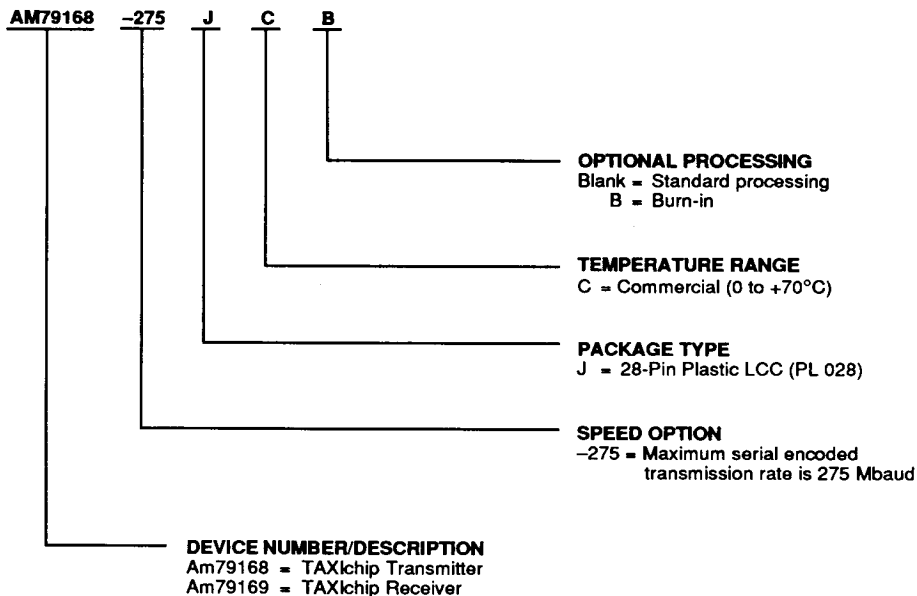 AM79168 –275 J C B
OPTIONAL PROCESSING
Blank = Standard processing
B = Burn-in
TEMPERATURE RANGE
C = Commercial (0 to +70°C)
PACKAGE TYPE
J = 28-Pin Plastic LCC (PL 028)
SPEED OPTION
–275 = Maximum serial encoded
transmission rate is 275 Mbaud
DEVICE NUMBER/DESCRIPTION
Am79168 = TAXIchip Transmitter
Am79169 = TAXIchip Receiver